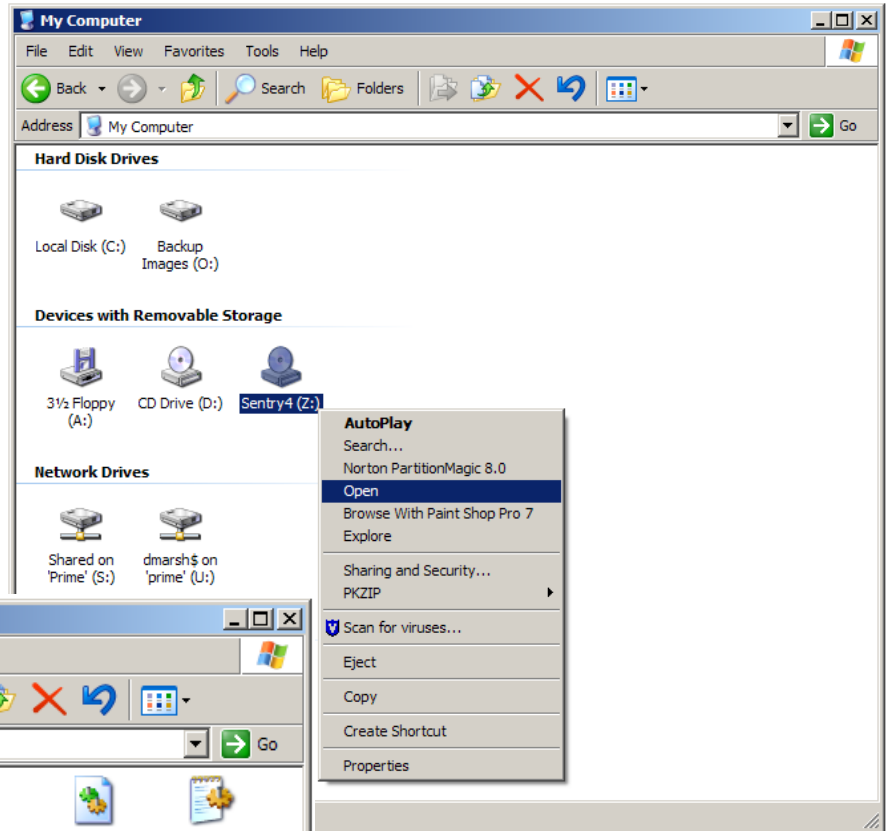 My Computer
File Edit View Favorites Tools Help
Back Search Folders
Address My Computer Go
Hard Disk Drives
Local Disk (C:) Backup
Images (O:)
Devices with Removable Storage
3½ Floppy CD Drive (D:) Sentry4 (Z:)
(A:)
AutoPlay
Search...
Norton PartitionMagic 8.0
Open
Browse With Paint Shop Pro 7
Explore
Sharing and Security...
PKZIP
Scan for viruses...
Eject
Copy
Create Shortcut
Properties
Network Drives
Shared on dmarsh$ on
'Prime' (S:) 'prime' (U:)
Go